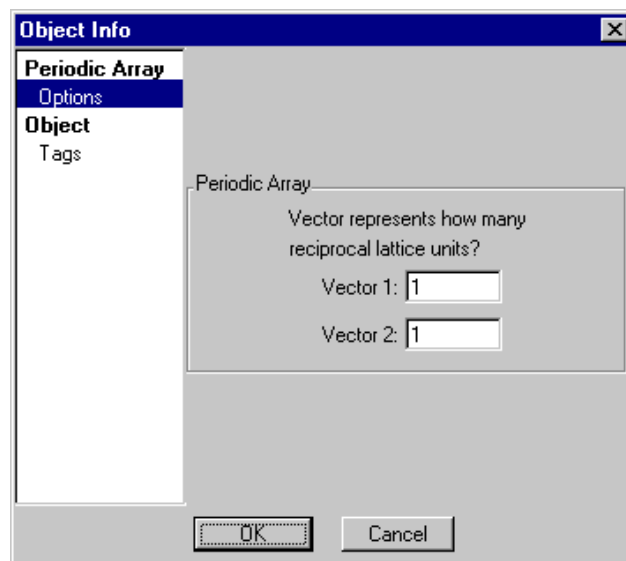 Object Info
Periodic Array
Options
Object
Tags
Periodic Array
Vector represents how many
reciprocal lattice units?
Vector 1: 1
Vector 2: 1
OK
Cancel